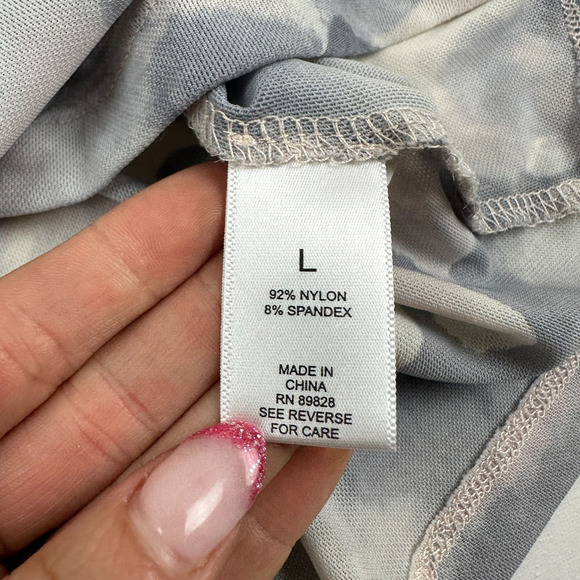 L
92% NYLON
8% SPANDEX
MADE IN
CHINA
RN 89828
SEE REVERSE
FOR CARE